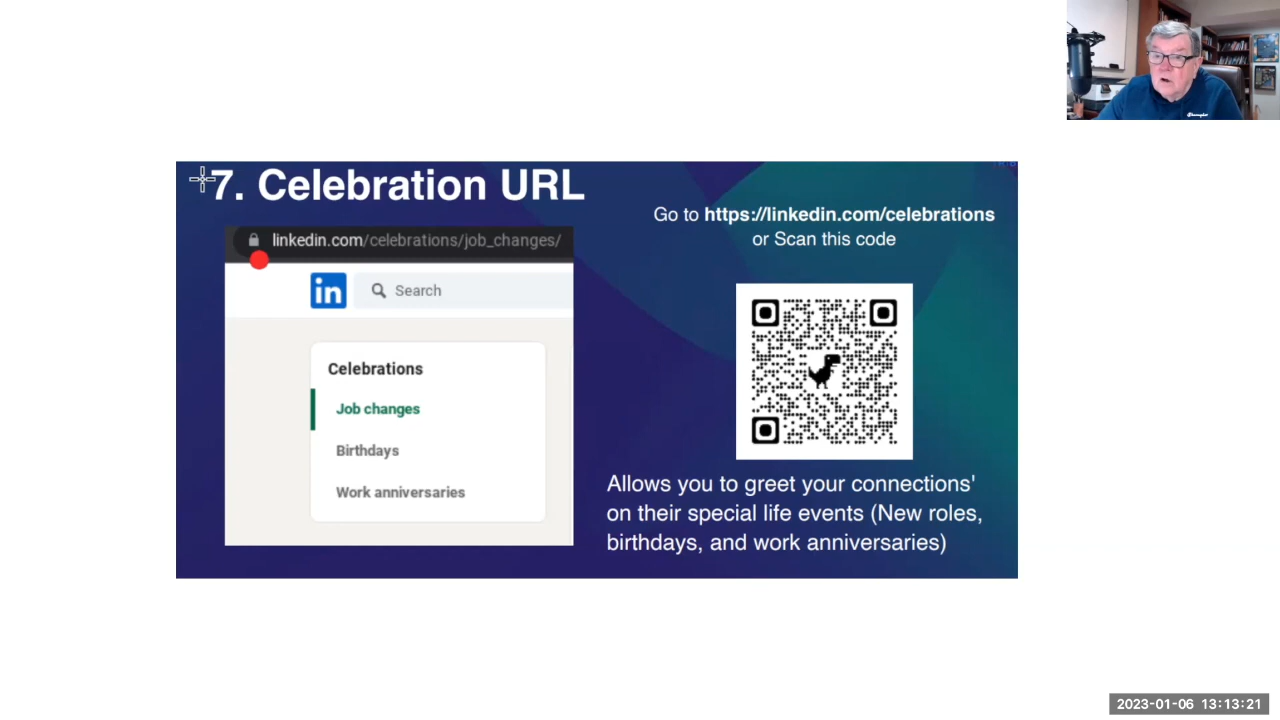 7. Celebration URL
linkedin.com/celebrations/job_changes/
in
Search
Celebrations
Job changes
Birthdays
Work anniversaries
Go to https://linkedin.com/celebrations
or Scan this code
Allows you to greet your connections'
on their special life events (New roles,
birthdays, and work anniversaries)
Champion
2023-01-06 13:13:21